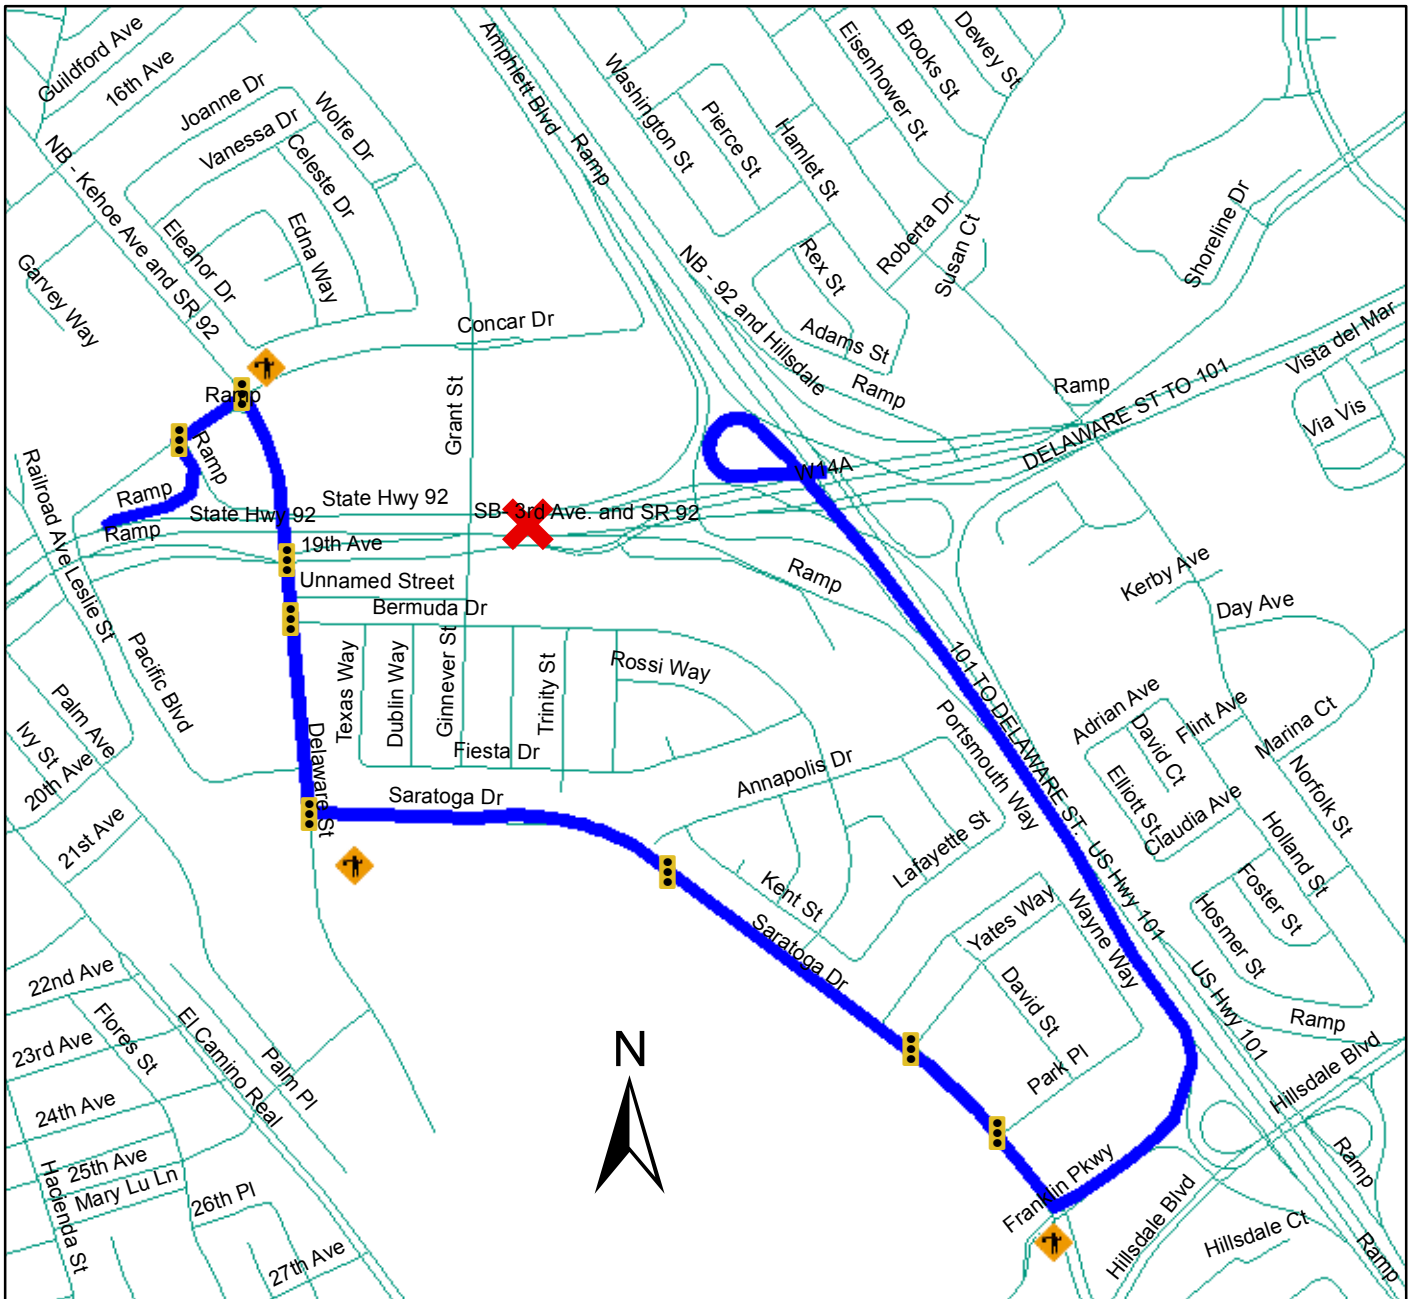 Guildford Ave
16th Ave
Joanne Dr
Vanessa Dr
Wolfe Dr
Celeste Dr
Edna Way
Eleanor Dr
NB - Kehoe Ave and SR 92
Garvey Way
Amphlett Blvd
Ramp
Washington St
Pierce St
Hamlet St
Eisenhower St
Brooks St
Dewey St
Roberta Dr
Susan Ct
Rex St
Adams St
NB - 92 and Hillsdale
Ramp
Shoreline Dr
Vista del Mar
Via Vis
Ramp
DELAWARE ST TO 101
Concar Dr
Grant St
Ramp
Ramp
Ramp
Ramp
State Hwy 92
State Hwy 92
SB- 3rd Ave. and SR 92
W14A
19th Ave
Unnamed Street
Bermuda Dr
Railroad Ave
Leslie St
Pacific Blvd
Palm Ave
Ivy St
20th Ave
21st Ave
Texas Way
Dublin Way
Ginnever St
Trinity St
Rossi Way
Fiesta Dr
Delaware St
Saratoga Dr
Annapolis Dr
Ramp
Kerby Ave
Day Ave
101 TO DELAWARE ST.
Portsmouth Way
Adrian Ave
David Ct
Flint Ave
Marina Ct
Elliott St
Claudia Ave
Norfolk St
Holland St
Foster St
Hosmer St
US Hwy 101
US Hwy 101
Lafayette St
Kent St
Saratoga Dr
Yates Way
Wayne Way
David St
Park Pl
Franklin Pkwy
Ramp
Hillsdale Blvd
Hillsdale Blvd
Hillsdale Ct
Ramp
Ramp
22nd Ave
23rd Ave
24th Ave
25th Ave
Mary Lu Ln
26th Pl
27th Ave
Flores St
El Camino Real
Palm Pl
Hacienda St
N